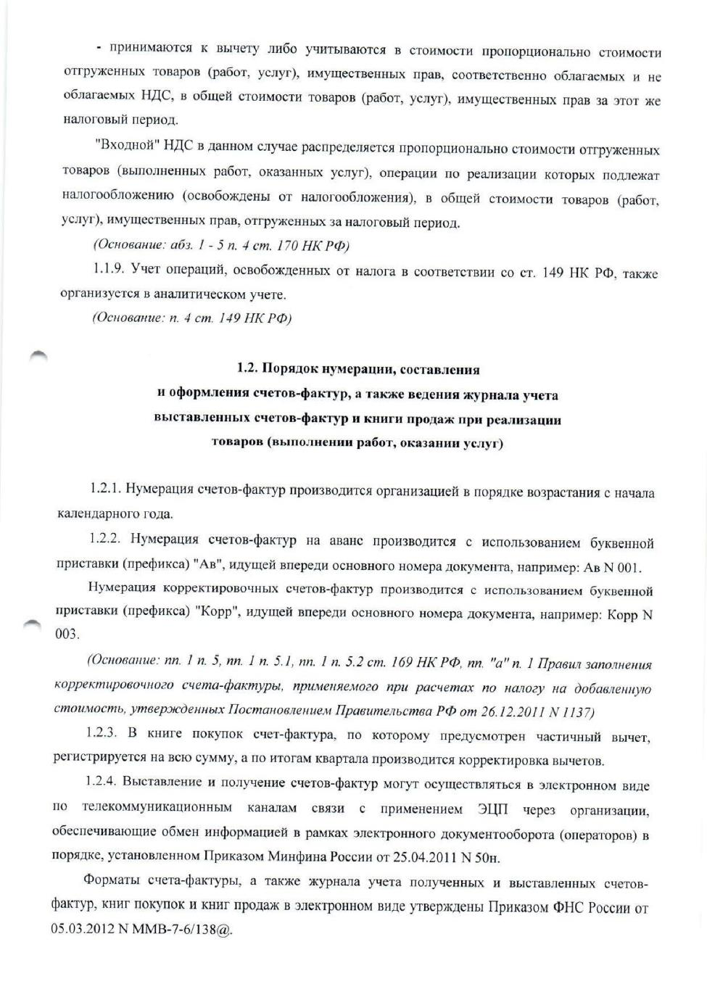 - принимаются к вычету либо учитываются в стоимости пропорционально стоимости
отгруженных товаров (работ, услуг), имущественных прав, соответственно облагаемых и не
облагаемых НДС, в общей стоимости товаров (работ, услуг), имущественных прав за этот же
налоговый период.
"Входной" НДС в данном случае распределяется пропорционально стоимости отгруженных
товаров (выполненных работ, оказанных услуг), операции по реализации которых подлежат
налогообложению (освобождены от налогообложения), в общей стоимости товаров (работ,
услуг), имущественных прав, отгруженных за налоговый период.
(Основание: абз. 1 - 5 п. 4 ст. 170 НК РФ)
1.1.9. Учет операций, освобожденных от налога в соответствии со ст. 149 НК РФ, также
организуется в аналитическом учете.
(Основание: п. 4 ст. 149 НК РФ)
1.2. Порядок нумерации, составления
и оформления счетов-фактур, а также ведения журнала учета
выставленных счетов-фактур и книги продаж при реализации
товаров (выполнении работ, оказании услуг)
1.2.1. Нумерация счетов-фактур производится организацией в порядке возрастания с начала
календарного года.
1.2.2. Нумерация счетов-фактур на аванс производится с использованием буквенной
приставки (префикса) "Ав", идущей впереди основного номера документа, например: Ав N 001.
Нумерация корректировочных счетов-фактур производится с использованием буквенной
приставки (префикса) "Корр", идущей впереди основного номера документа, например: Корр N
003.
(Основание: пп. 1 п. 5, пп. 1 п. 5.1, пп. 1 п. 5.2 ст. 169 НК РФ, пп. "а" п. 1 Правил заполнения
корректировочного счета-фактуры, применяемого при расчетах по налогу на добавленную
стоимость, утвержденных Постановлением Правительства РФ от 26.12.2011 N 1137)
1.2.3. В книге покупок счет-фактура, по которому предусмотрен частичный вычет,
регистрируется на всю сумму, а по итогам квартала производится корректировка вычетов.
1.2.4. Выставление и получение счетов-фактур могут осуществляться в электронном виде
по телекоммуникационным каналам связи с применением ЭЦП через организации,
обеспечивающие обмен информацией в рамках электронного документооборота (операторов) в
порядке, установленном Приказом Минфина России от 25.04.2011 N 50н.
Форматы счета-фактуры, а также журнала учета полученных и выставленных счетов-
фактур, книг покупок и книг продаж в электронном виде утверждены Приказом ФНС России от
05.03.2012 N ММВ-7-6/138@.